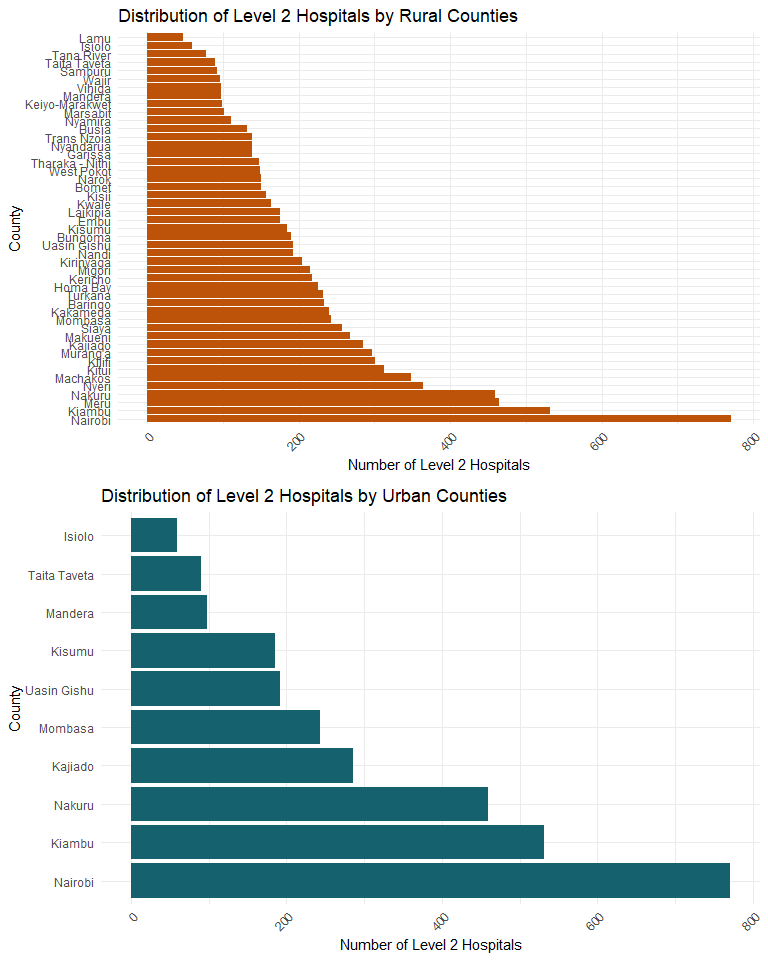 Distribution of Level 2 Hospitals by Rural Counties
Lamu
Isiolo
Tana River
Taita Taveta
Samburu
Wajir
Vihiga
Mandera
Keiyo-Marakwet
Marsabit
Nyamira
Busia
Trans Nzoia
Nyandarua
Garissa
Tharaka - Nithi
West Pokot
Narok
Bomet
Kisii
Kwale
Laikipia
Embu
Kisumu
Bungoma
Uasin Gishu
Nandi
Kirinyaga
Migori
Kericho
Homa Bay
Turkana
Baringo
Kakamega
Mombasa
Siaya
Makueni
Kajiado
Murang'a
Kilifi
Kitui
Machakos
Nyeri
Nakuru
Meru
Kiambu
Nairobi
County
0 200 400 600 800
Number of Level 2 Hospitals
Distribution of Level 2 Hospitals by Urban Counties
Isiolo
Taita Taveta
Mandera
Kisumu
Uasin Gishu
Mombasa
Kajiado
Nakuru
Kiambu
Nairobi
County
0 200 400 600 800
Number of Level 2 Hospitals